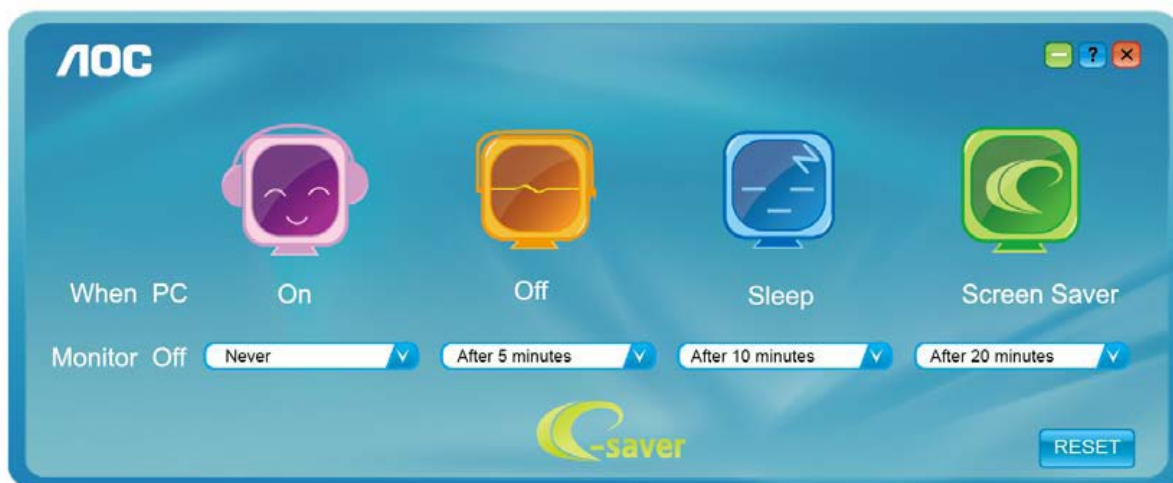 AOC
?
When PC On Off Sleep Screen Saver
Monitor Off Never After 5 minutes After 10 minutes After 20 minutes
e-saver
RESET